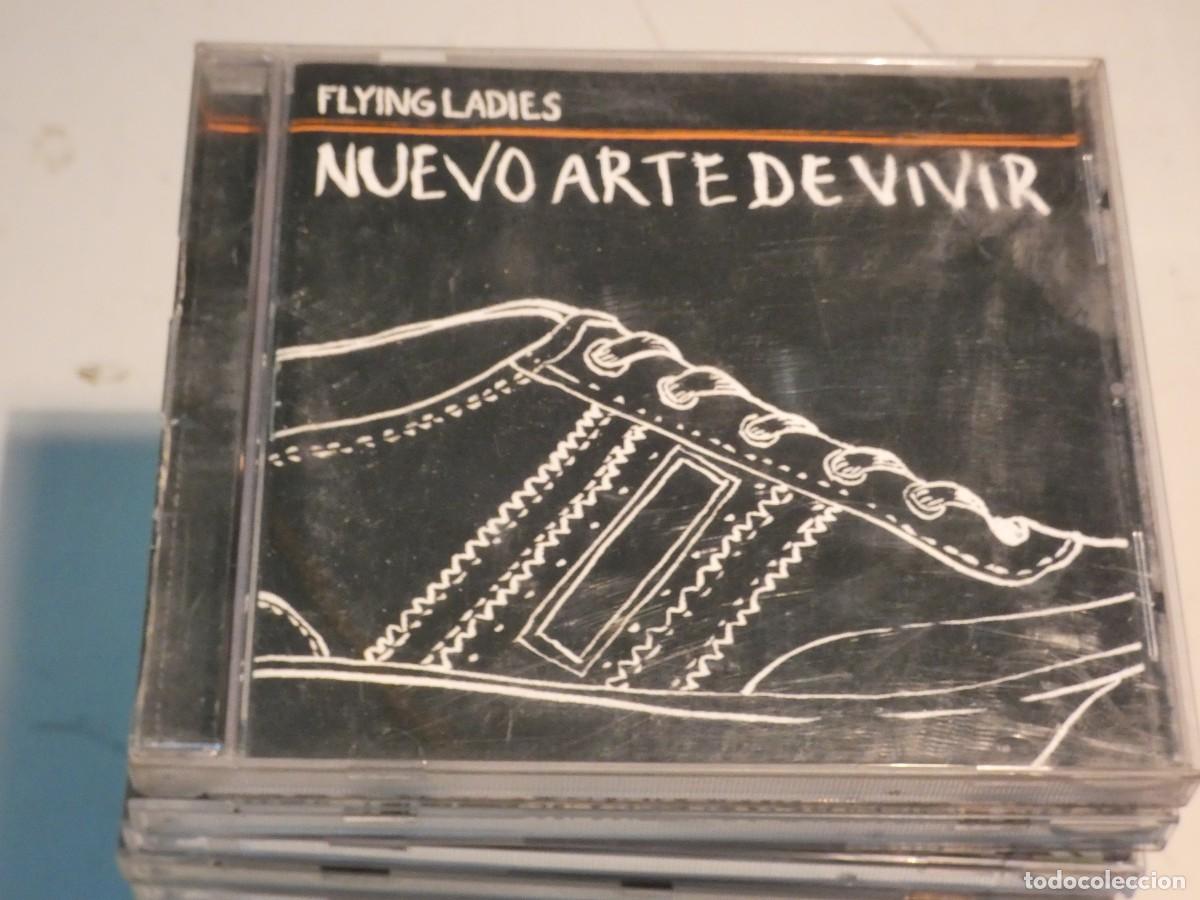 FLYING LADIES
NUEVO ARTE DE VIVIR
todocoleccion